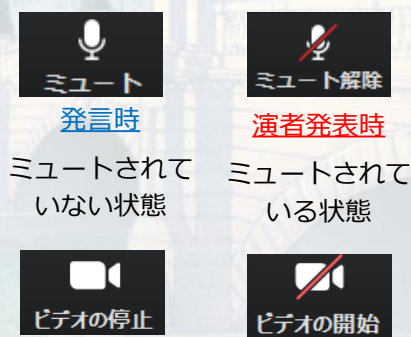 ミュート
発言時
ミュートされて
いない状態
ミュート解除
演者発表時
ミュートされて
いる状態
ビデオの停止
ビデオの開始